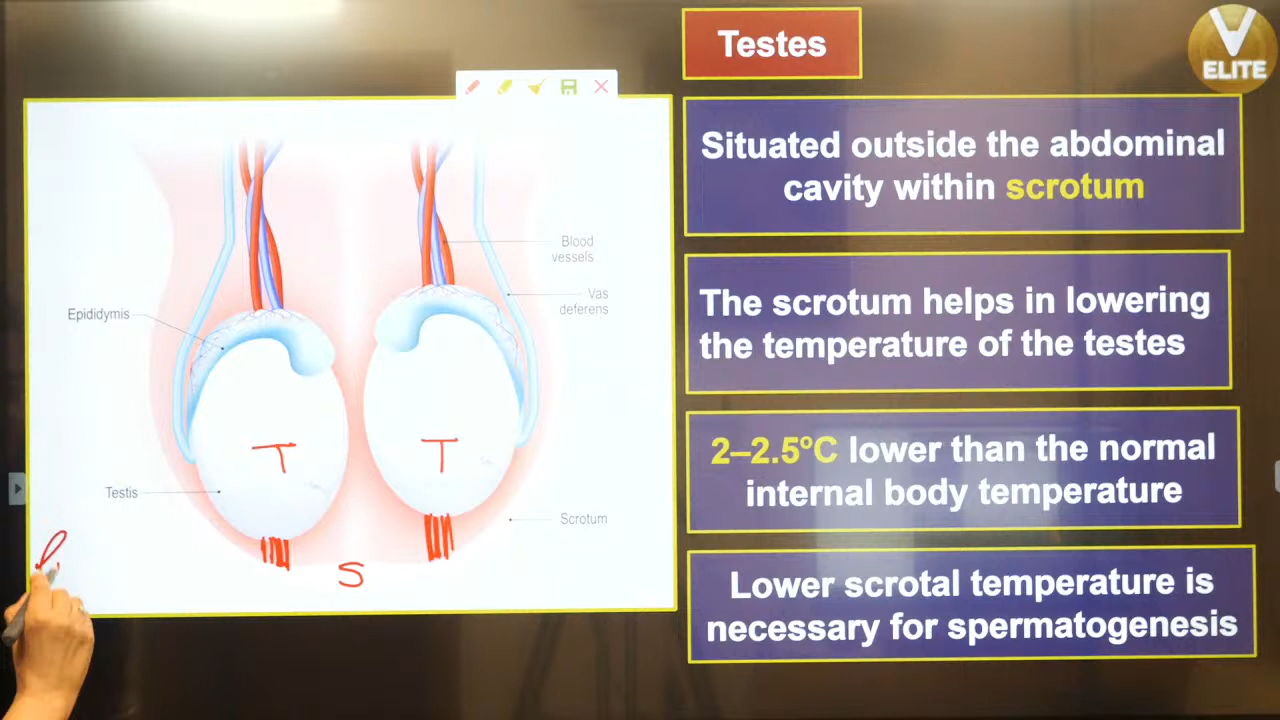 Testes
V
ELITE
Situated outside the abdominal
cavity within scrotum
The scrotum helps in lowering
the temperature of the testes
2–2.5ºC lower than the normal
internal body temperature
Lower scrotal temperature is
necessary for spermatogenesis
Blood
vessels
Vas
deferens
Epididymis
T
T
Testis
Scrotum
S